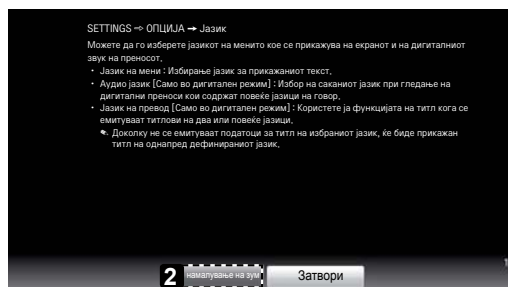 SETTINGS ⇨ ОПЦИЈА ➙ Јазик
Можете да го изберете јазикот на менито кое се прикажува на екранот и на дигиталниот
звук на преносот.
• Јазик на мени : Избирање јазик за прикажаниот текст.
• Аудио јазик [Само во дигитален режим] : Избор на саканиот јазик при гледање на
дигитални преноси кои содржат повеќе јазици на говор.
• Јазик на превод [Само во дигитален режим] : Користете ја функцијата на титл кога се
емитуваат титлови на два или повеќе јазици.
✎ Доколку не се емитуваат податоци за титл на избраниот јазик, ќе биде прикажан
титл на однапред дефинираниот јазик.
2 намалување на зум Затвори